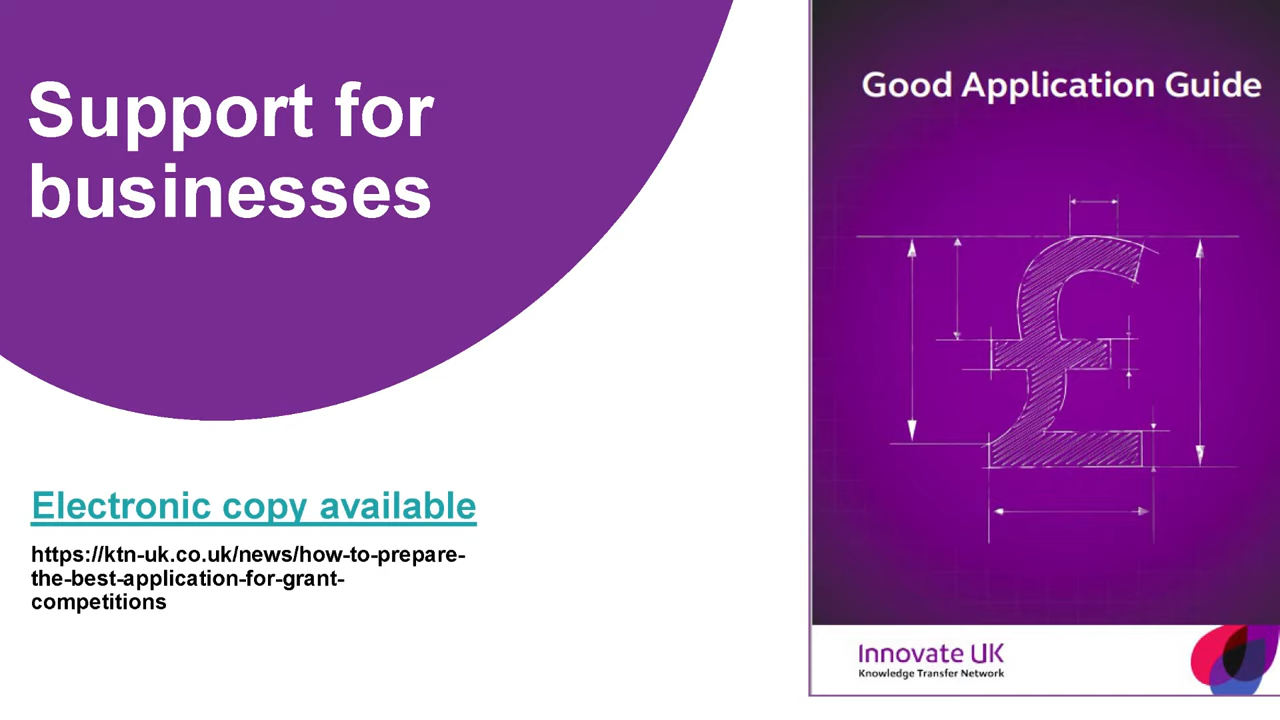 Support for
businesses
Electronic copy available
https://ktn-uk.co.uk/news/how-to-prepare-
the-best-application-for-grant-
competitions
Good Application Guide
£
Innovate UK
Knowledge Transfer Network